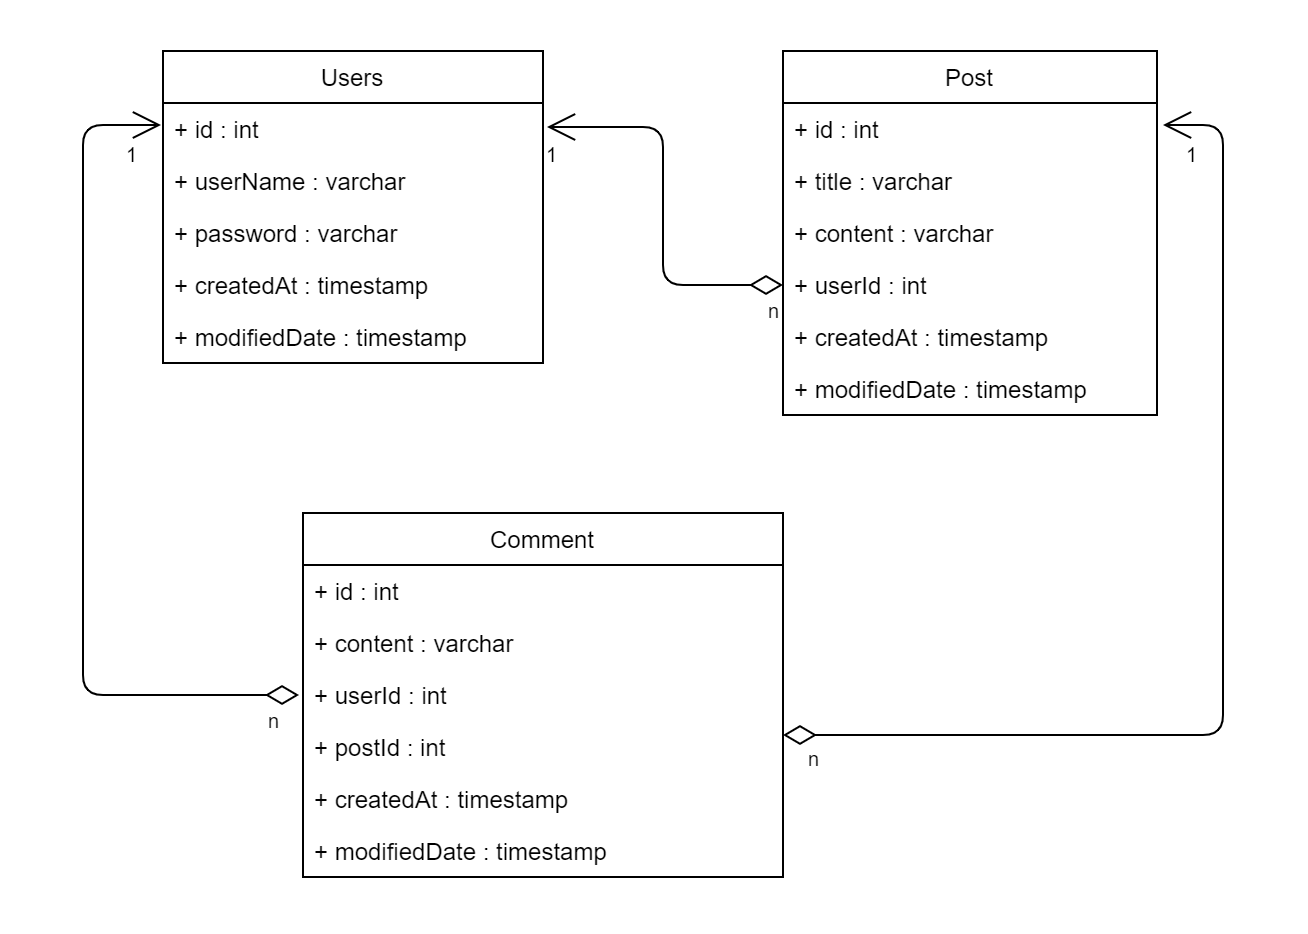 Users
+ id : int
+ userName : varchar
+ password : varchar
+ createdAt : timestamp
+ modifiedDate : timestamp
1
1
Post
+ id : int
+ title : varchar
+ content : varchar
+ userId : int
+ createdAt : timestamp
+ modifiedDate : timestamp
n
1
Comment
+ id : int
+ content : varchar
+ userId : int
+ postId : int
+ createdAt : timestamp
+ modifiedDate : timestamp
n
n